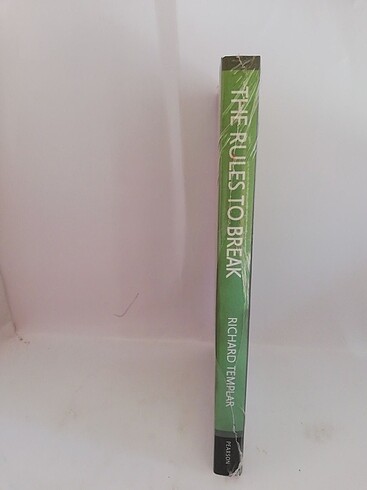 THE RULES TO BREAK
RICHARD TEMPLAR
PEARSON